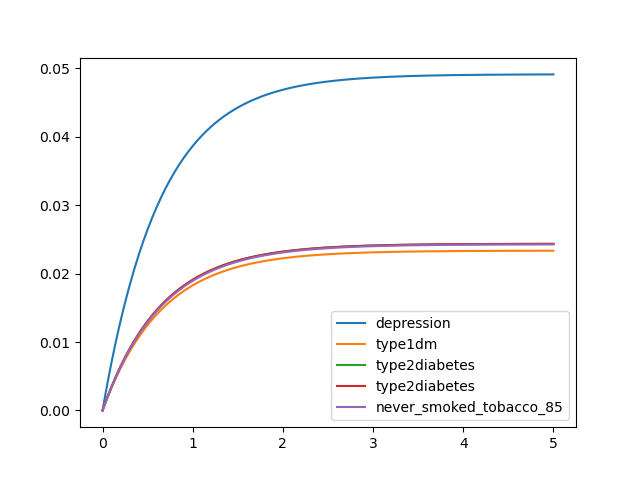 0.05
0.04
0.03
0.02
0.01
0.00
depression
type1dm
type2diabetes
type2diabetes
never_smoked_tobacco_85
0 1 2 3 4 5